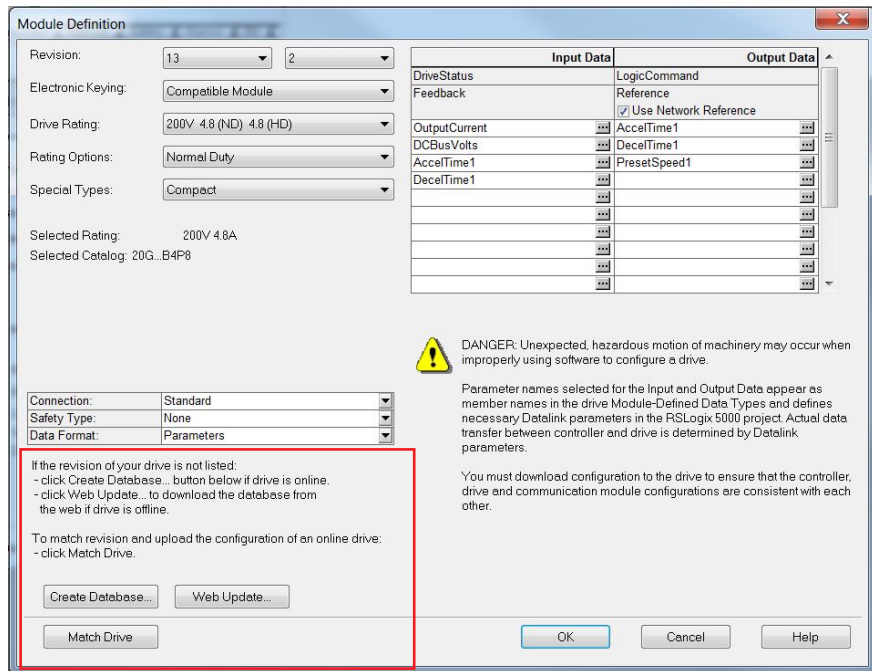 Module Definition
Revision:
13
2
Electronic Keying:
Compatible Module
Drive Rating:
200V 4.8 (ND) 4.8 (HD)
Rating Options:
Normal Duty
Special Types:
Compact
Selected Rating: 200V 4.8A
Selected Catalog: 20G...B4P8
Connection: Standard
Safety Type: None
Data Format: Parameters
If the revision of your drive is not listed:
- click Create Database... button below if drive is online.
- click Web Update... to download the database from
the web if drive is offline.
To match revision and upload the configuration of an online drive:
- click Match Drive.
Create Database...
Web Update...
Match Drive
Input Data Output Data
DriveStatus LogicCommand
Feedback Reference
Use Network Reference
OutputCurrent ... AccelTime1 ...
DCBusVolts ... DecelTime1 ...
AccelTime1 ... PresetSpeed1 ...
DecelTime1 ... ...
... ...
... ...
... ...
... ...
... ...
... ...
DANGER: Unexpected, hazardous motion of machinery may occur when
improperly using software to configure a drive.
Parameter names selected for the Input and Output Data appear as
member names in the drive Module-Defined Data Types and defines
necessary Datalink parameters in the RSLogix 5000 project. Actual data
transfer between controller and drive is determined by Datalink
parameters.
You must download configuration to the drive to ensure that the controller,
drive and communication module configurations are consistent with each
other.
OK
Cancel
Help